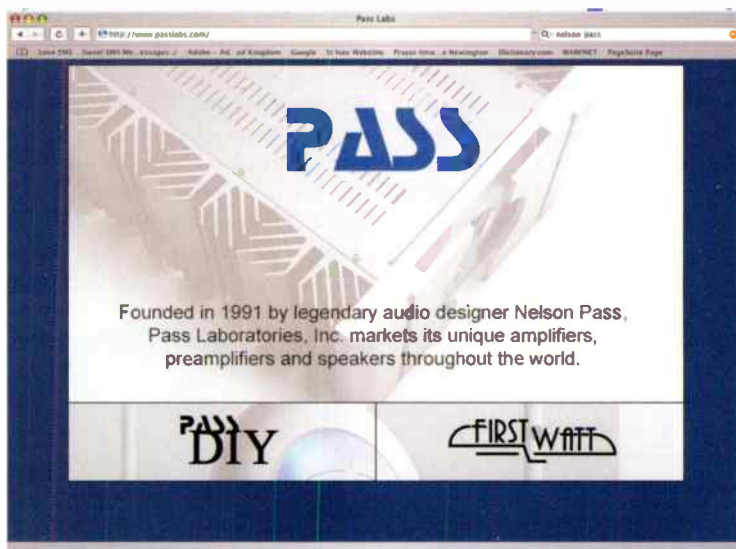 Pass Labs
http://www.passlabs.com/
nelson pass
Google
Dictionary.com
PASS
Founded in 1991 by legendary audio designer Nelson Pass,
Pass Laboratories, Inc. markets its unique amplifiers,
preamplifiers and speakers throughout the world.
PASS
DIY
FIRST WATT